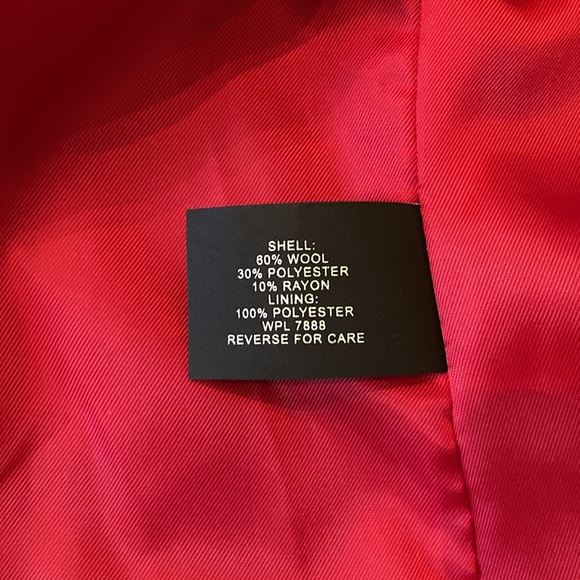 SHELL:
60% WOOL
30% POLYESTER
10% RAYON
LINING:
100% POLYESTER
WPL 7888
REVERSE FOR CARE